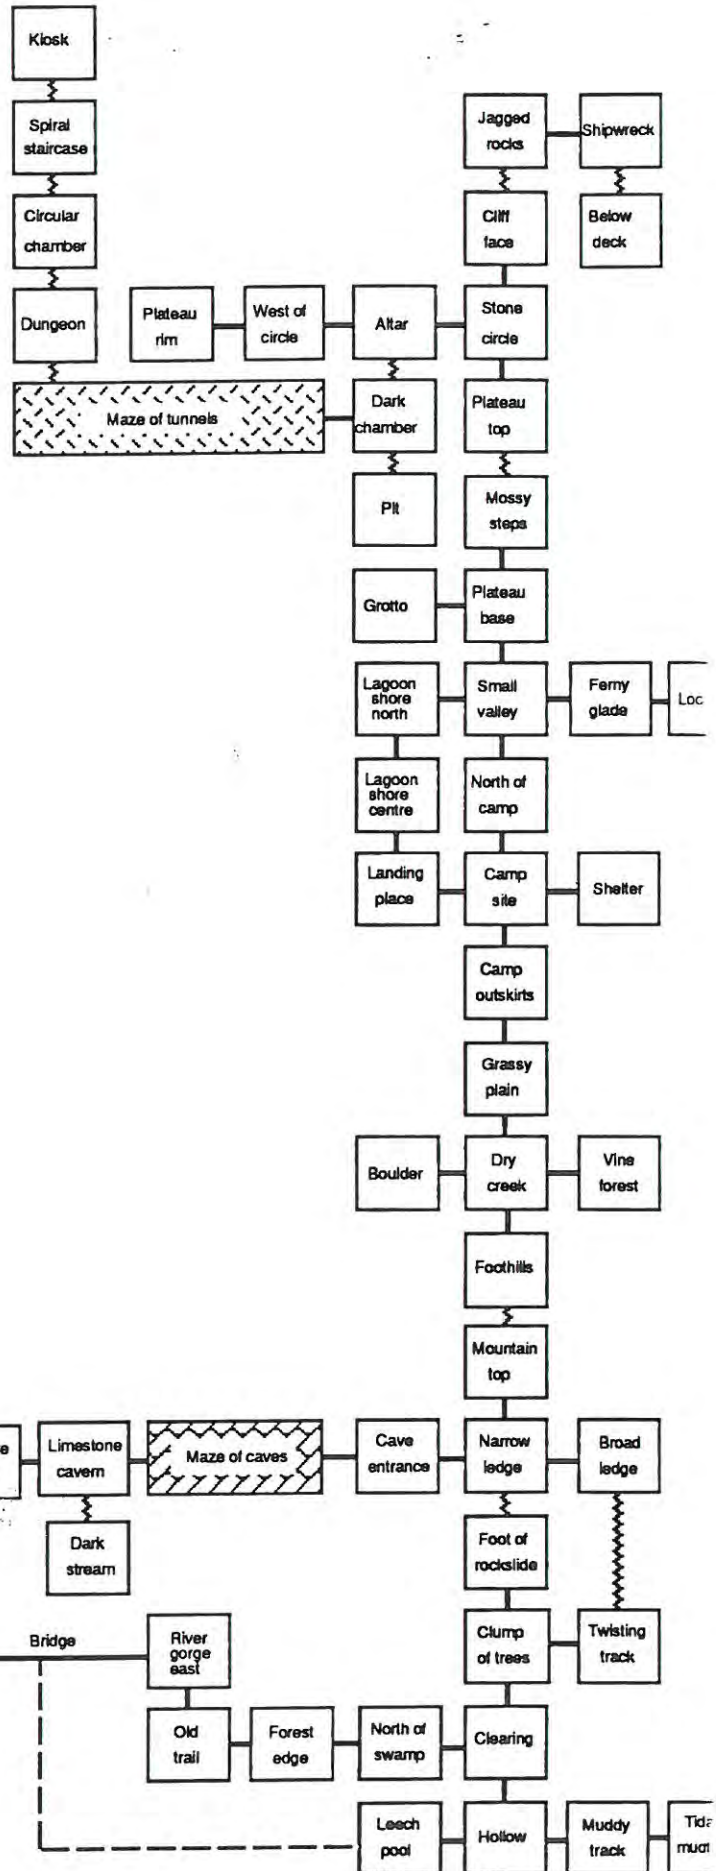 Kiosk
Spiral
staircase
Jagged
rocks
Shipwreck
Circular
chamber
Cliff
face
Below
deck
Dungeon
Plateau
rim
West of
circle
Altar
Stone
circle
Maze of tunnels
Dark
chamber
Plateau
top
Pit
Mossy
steps
Grotto
Plateau
base
Lagoon
shore
north
Small
valley
Ferny
glade
Loc
Lagoon
shore
centre
North of
camp
Landing
place
Camp
site
Shelter
Camp
outskirts
Grassy
plain
Boulder
Dry
creek
Vine
forest
Foothills
Mountain
top
e
Limestone
cavern
Maze of caves
Cave
entrance
Narrow
ledge
Broad
ledge
Dark
stream
Foot of
rockslide
Bridge
River
gorge
east
Clump
of trees
Twisting
track
Old
trail
Forest
edge
North of
swamp
Clearing
Leech
pool
Hollow
Muddy
track